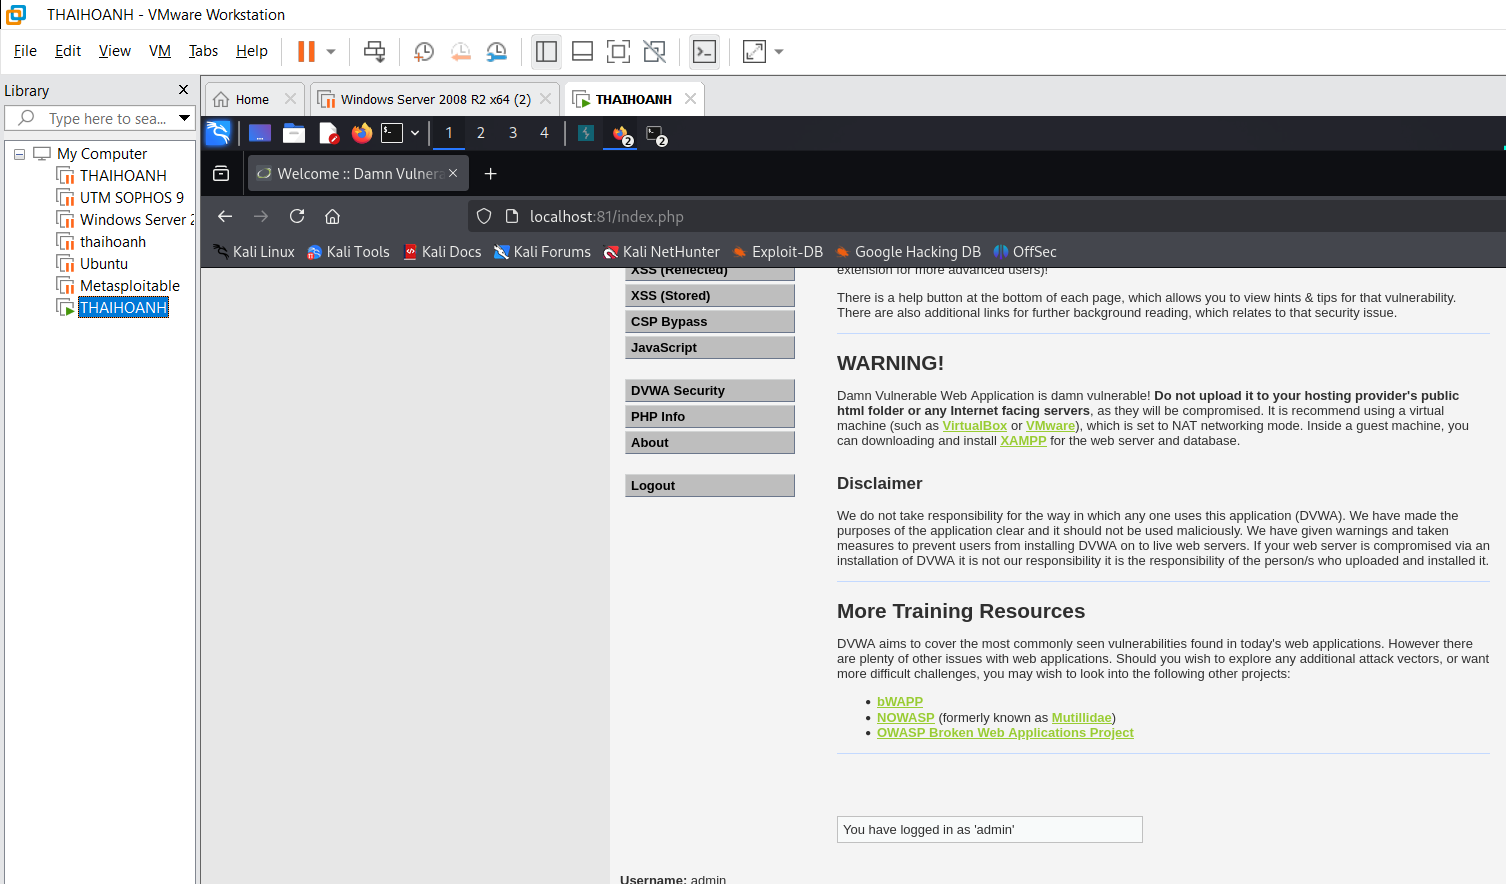 THAIHOANH - VMware Workstation
File Edit View VM Tabs Help
Library
Type here to sea...
My Computer
THAIHOANH
UTM SOPHOS 9
Windows Server 2
thaihoanh
Ubuntu
Metasploitable
THAIHOANH
Home
Windows Server 2008 R2 x64 (2)
THAIHOANH
1 2 3 4
2
2
Welcome :: Damn Vulnera
localhost:81/index.php
Kali Linux Kali Tools Kali Docs Kali Forums Kali NetHunter Exploit-DB Google Hacking DB OffSec
XSS (Reflected)
XSS (Stored)
CSP Bypass
JavaScript
DVWA Security
PHP Info
About
Logout
extension for more advanced users)!
There is a help button at the bottom of each page, which allows you to view hints & tips for that vulnerability.
There are also additional links for further background reading, which relates to that security issue.
WARNING!
Damn Vulnerable Web Application is damn vulnerable! Do not upload it to your hosting provider's public
html folder or any Internet facing servers, as they will be compromised. It is recommend using a virtual
machine (such as VirtualBox or VMware), which is set to NAT networking mode. Inside a guest machine, you
can downloading and install XAMPP for the web server and database.
Disclaimer
We do not take responsibility for the way in which any one uses this application (DVWA). We have made the
purposes of the application clear and it should not be used maliciously. We have given warnings and taken
measures to prevent users from installing DVWA on to live web servers. If your web server is compromised via an
installation of DVWA it is not our responsibility it is the responsibility of the person/s who uploaded and installed it.
More Training Resources
DVWA aims to cover the most commonly seen vulnerabilities found in today's web applications. However there
are plenty of other issues with web applications. Should you wish to explore any additional attack vectors, or want
more difficult challenges, you may wish to look into the following other projects:
• bWAPP
• NOWASP (formerly known as Mutillidae)
• OWASP Broken Web Applications Project
You have logged in as 'admin'
Username: admin